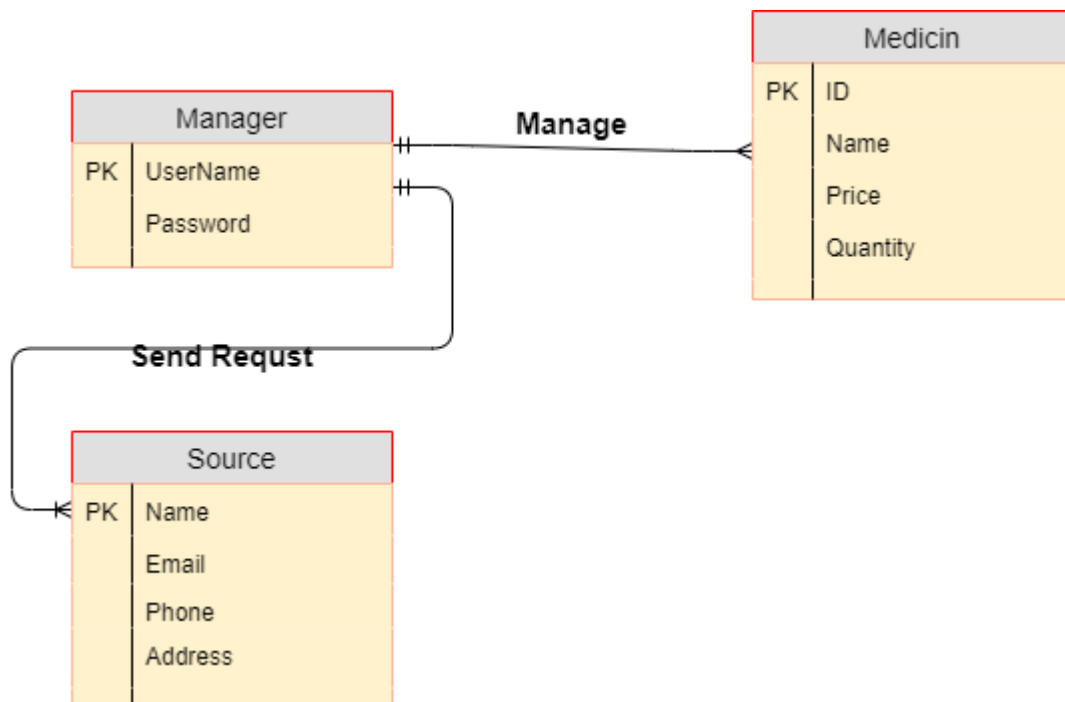 Medicin
PK ID
Name
Price
Quantity
Manage
Manager
PK UserName
Password
Send Requst
Source
PK Name
Email
Phone
Address